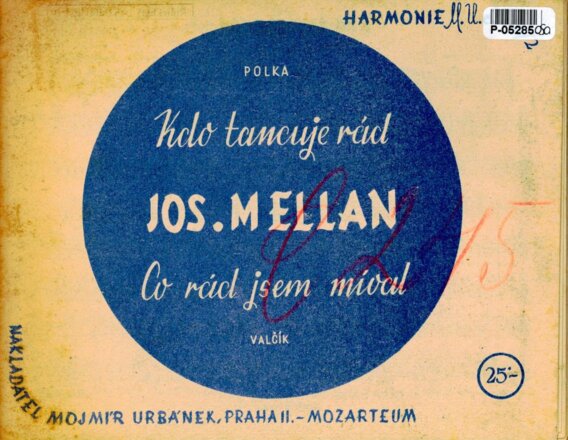 HARMONIE M.U.
P-05285
POLKA
Kdo tancuje rád
JOS. MELLAN
Co rád jsem míval
VALČÍK
25·-
NAKLADATEL MOJMÍR URBÁNEK, PRAHA II. - MOZARTEUM